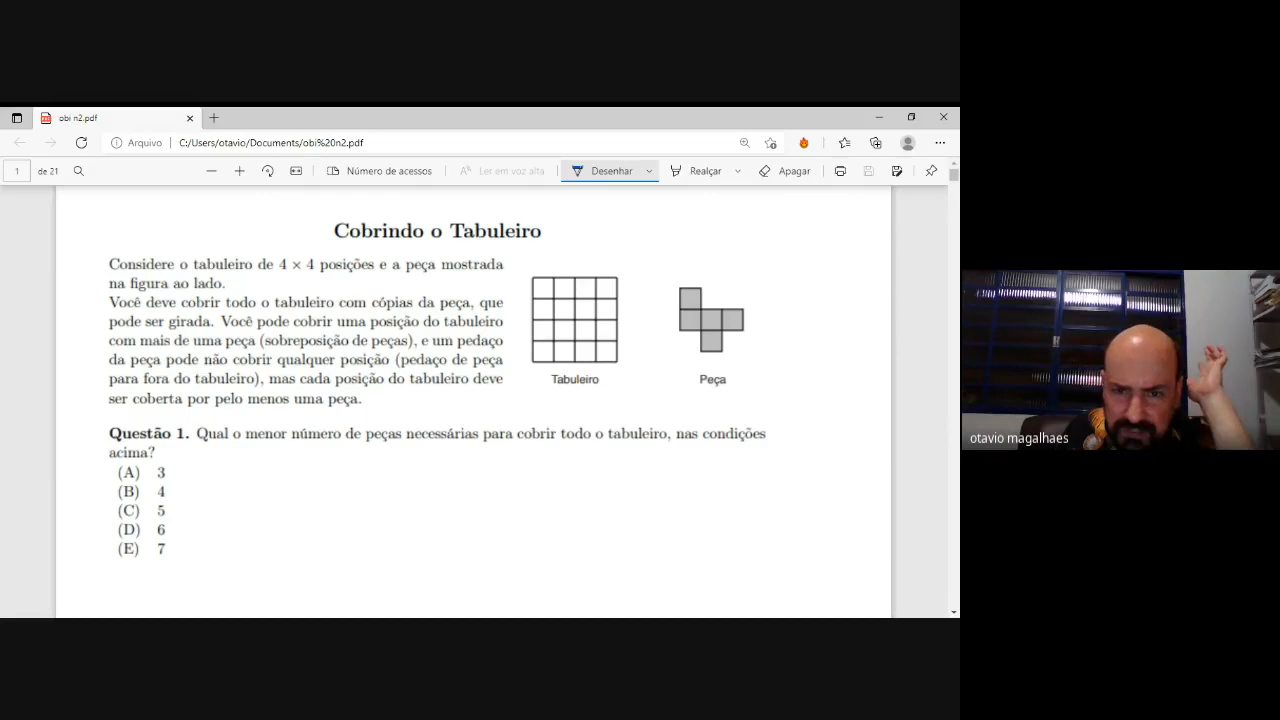 obi n2.pdf
Arquivo
C:/Users/otavio/Documents/obi%20n2.pdf
1
de 21
Número de acessos
Ler em voz alta
Desenhar
Realçar
Apagar
Cobrindo o Tabuleiro
Considere o tabuleiro de 4 × 4 posições e a peça mostrada
na figura ao lado.
Você deve cobrir todo o tabuleiro com cópias da peça, que
pode ser girada. Você pode cobrir uma posição do tabuleiro
com mais de uma peça (sobreposição de peças), e um pedaço
da peça pode não cobrir qualquer posição (pedaço de peça
para fora do tabuleiro), mas cada posição do tabuleiro deve
ser coberta por pelo menos uma peça.
Tabuleiro
Peça
Questão 1. Qual o menor número de peças necessárias para cobrir todo o tabuleiro, nas condições
acima?
(A) 3
(B) 4
(C) 5
(D) 6
(E) 7
otavio magalhaes